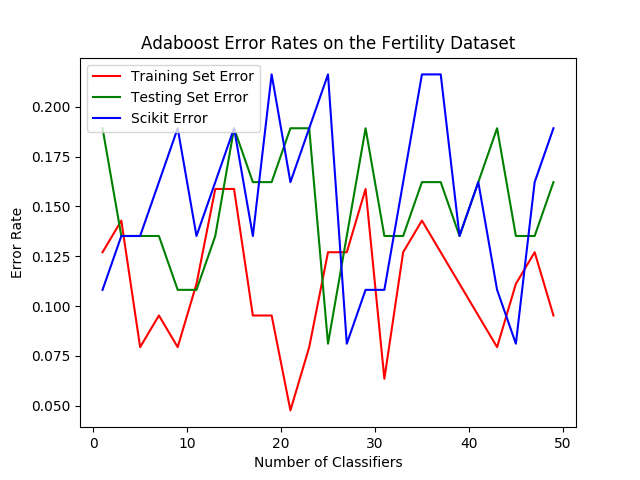 Adaboost Error Rates on the Fertility Dataset
Training Set Error
Testing Set Error
Scikit Error
0.200
0.175
0.150
0.125
0.100
0.075
0.050
Error Rate
0 10 20 30 40 50
Number of Classifiers